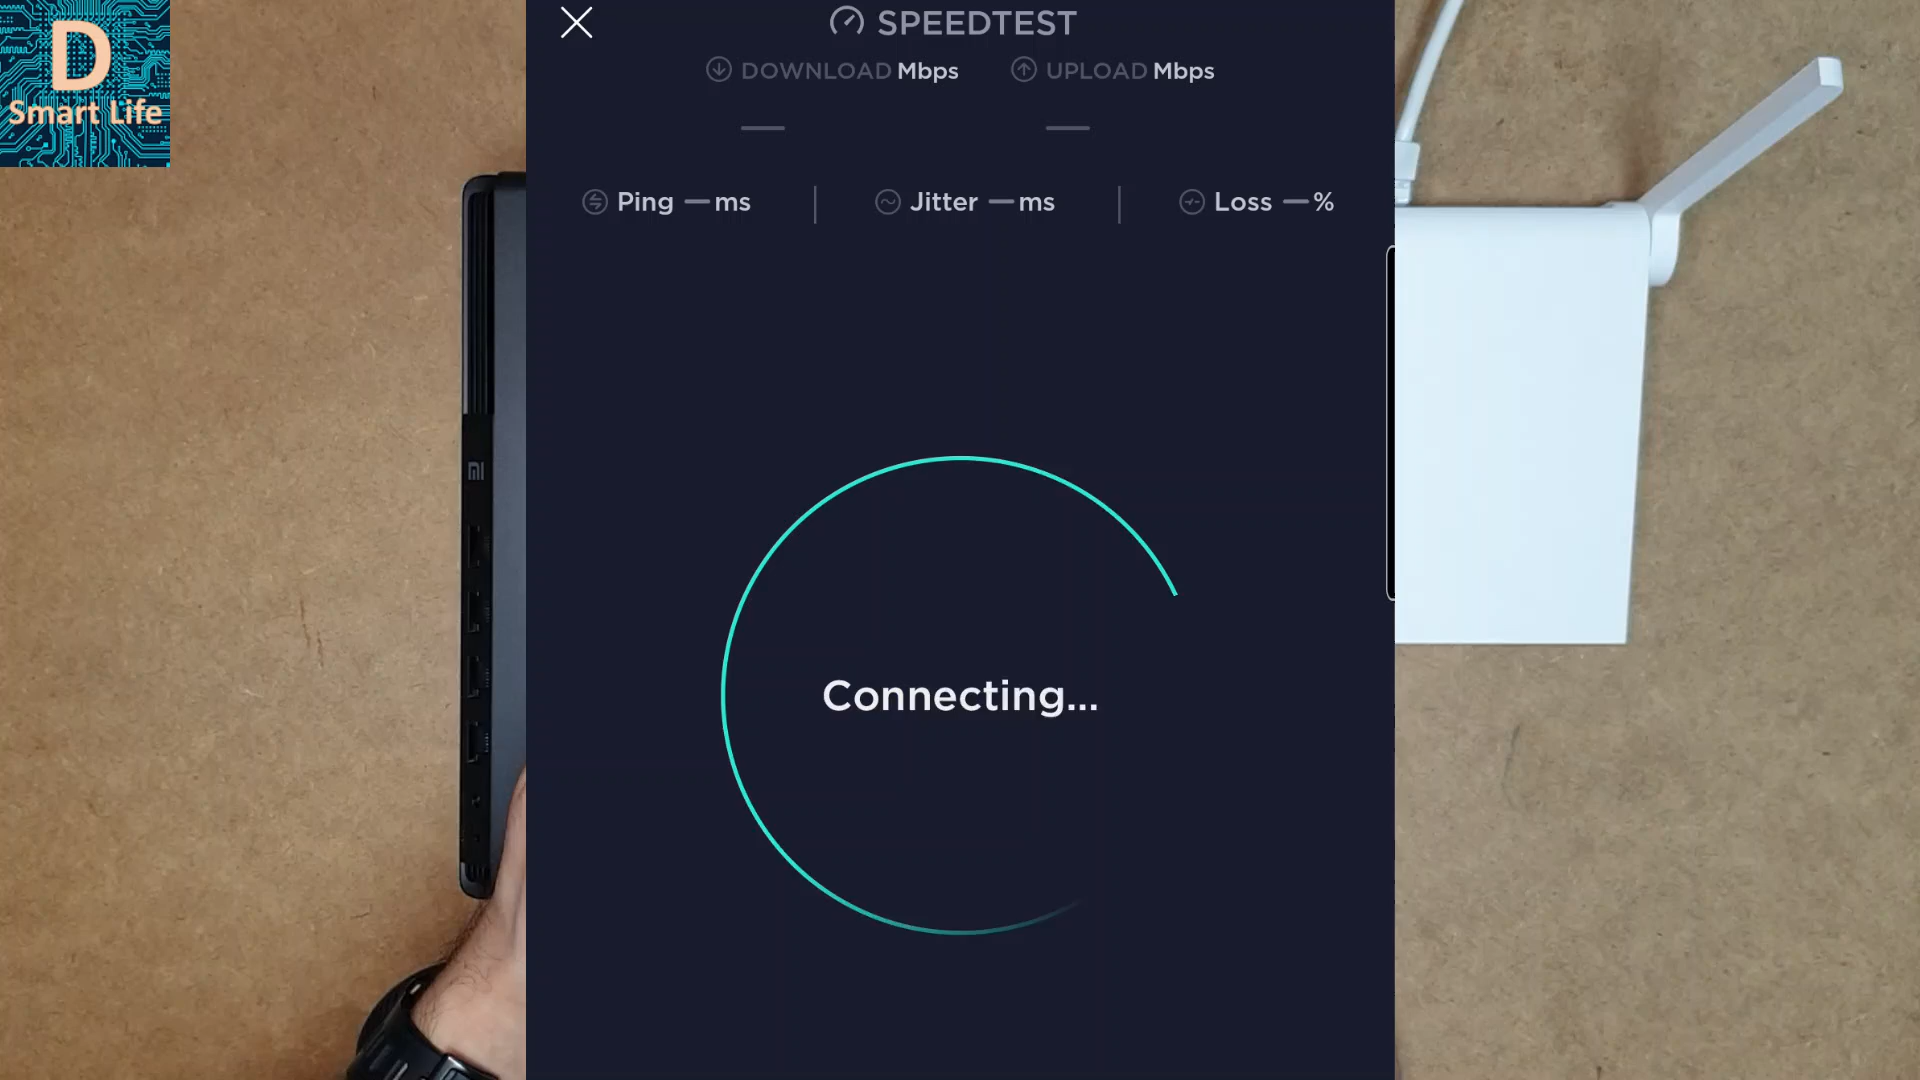 D
Smart Life
SPEEDTEST
DOWNLOAD Mbps
UPLOAD Mbps
—
—
Ping — ms
Jitter — ms
Loss — %
mi
Connecting...